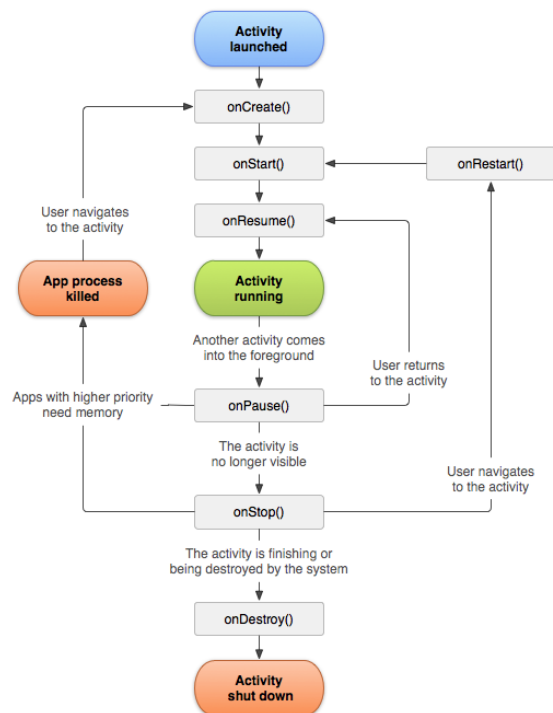 Activity
launched
onCreate()
onStart()
onRestart()
User navigates
to the activity
onResume()
App process
killed
Activity
running
Another activity comes
into the foreground
User returns
to the activity
Apps with higher priority
need memory
onPause()
The activity is
no longer visible
User navigates
to the activity
onStop()
The activity is finishing or
being destroyed by the system
onDestroy()
Activity
shut down